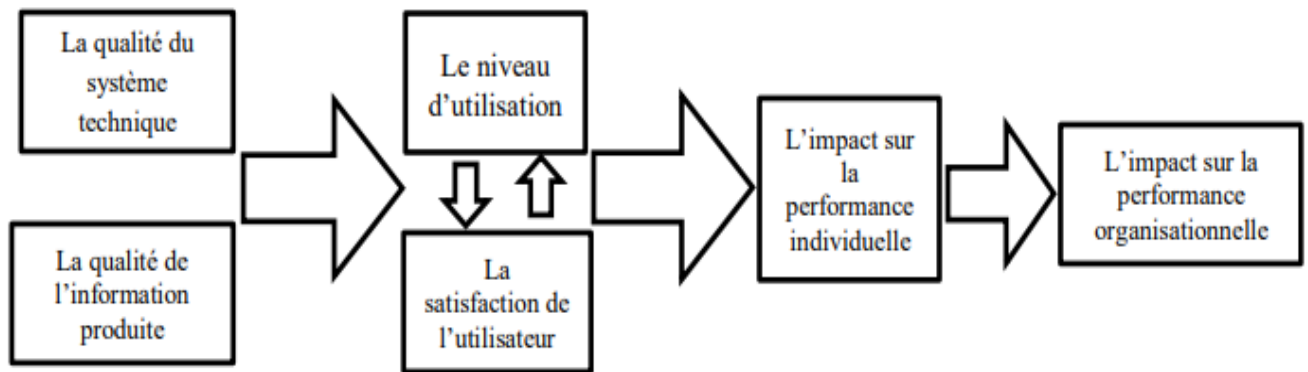 La qualité du
système
technique
La qualité de
l’information
produite
Le niveau
d’utilisation
La
satisfaction de
l’utilisateur
L’impact sur
la
performance
individuelle
L’impact sur la
performance
organisationnelle